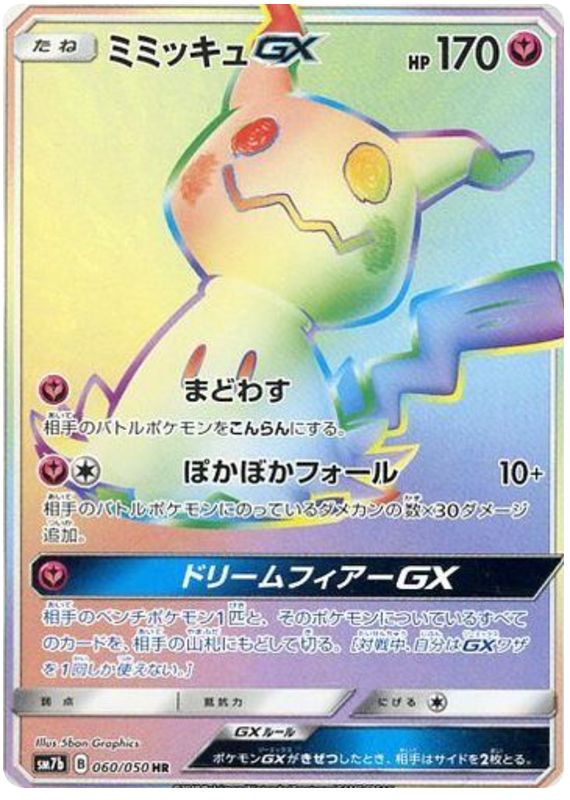 たね ミミッキュGX HP 170
まどわす
相手のバトルポケモンをこんらんにする。
ぽかぼかフォール 10+
相手のバトルポケモンにのっているダメカンの数×30ダメージ
追加。
ドリームフィアーGX
相手のベンチポケモン1匹と、そのポケモンについているすべて
のカードを、相手の山札にもどして切る。[対戦中、自分はGXワザ
を1回しか使えない。]
弱点 抵抗力 にげる
Illus. 5ban Graphics
GXルール
sm7b B 060/050 HR
ポケモンGXがきぜつしたとき、相手はサイドを2枚とる。